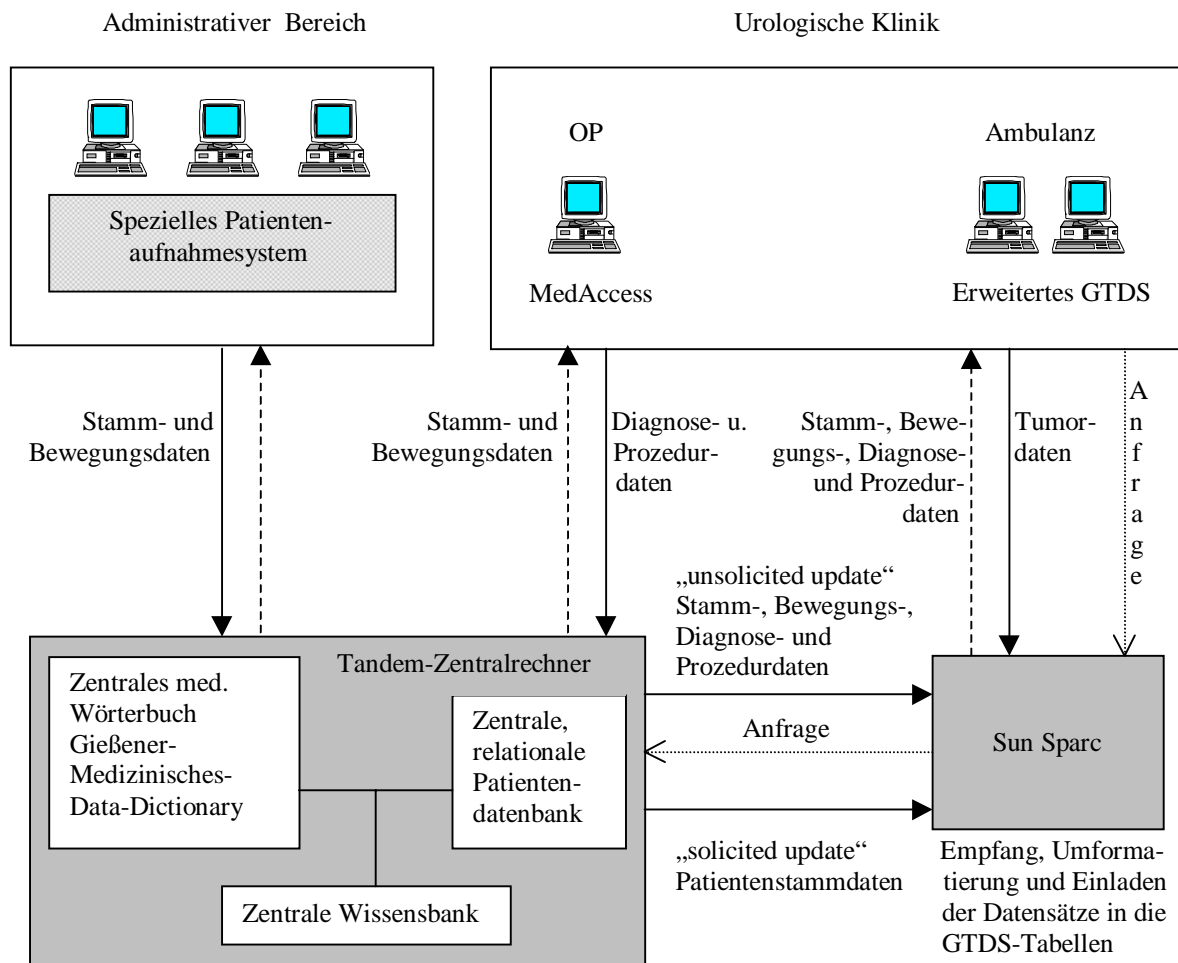 Administrativer Bereich
Urologische Klinik
Spezielles Patienten-
aufnahmesystem
OP
MedAccess
Ambulanz
Erweitertes GTDS
Stamm- und
Bewegungsdaten
Stamm- und
Bewegungsdaten
Diagnose- u.
Prozedur-
daten
Stamm-, Bewe-
gungs-, Diagnose-
und Prozedur-
daten
Tumor-
daten
Anfrage
„unsolicited update“
Stamm-, Bewegungs-,
Diagnose- und
Prozedurdaten
Tandem-Zentralrechner
Zentrales med.
Wörterbuch
Gießener-
Medizinisches-
Data-Dictionary
Zentrale,
relationale
Patienten-
datenbank
Zentrale Wissensbank
Anfrage
„solicited update“
Patientenstammdaten
Sun Sparc
Empfang, Umforma-
tierung und Einladen
der Datensätze in die
GTDS-Tabellen